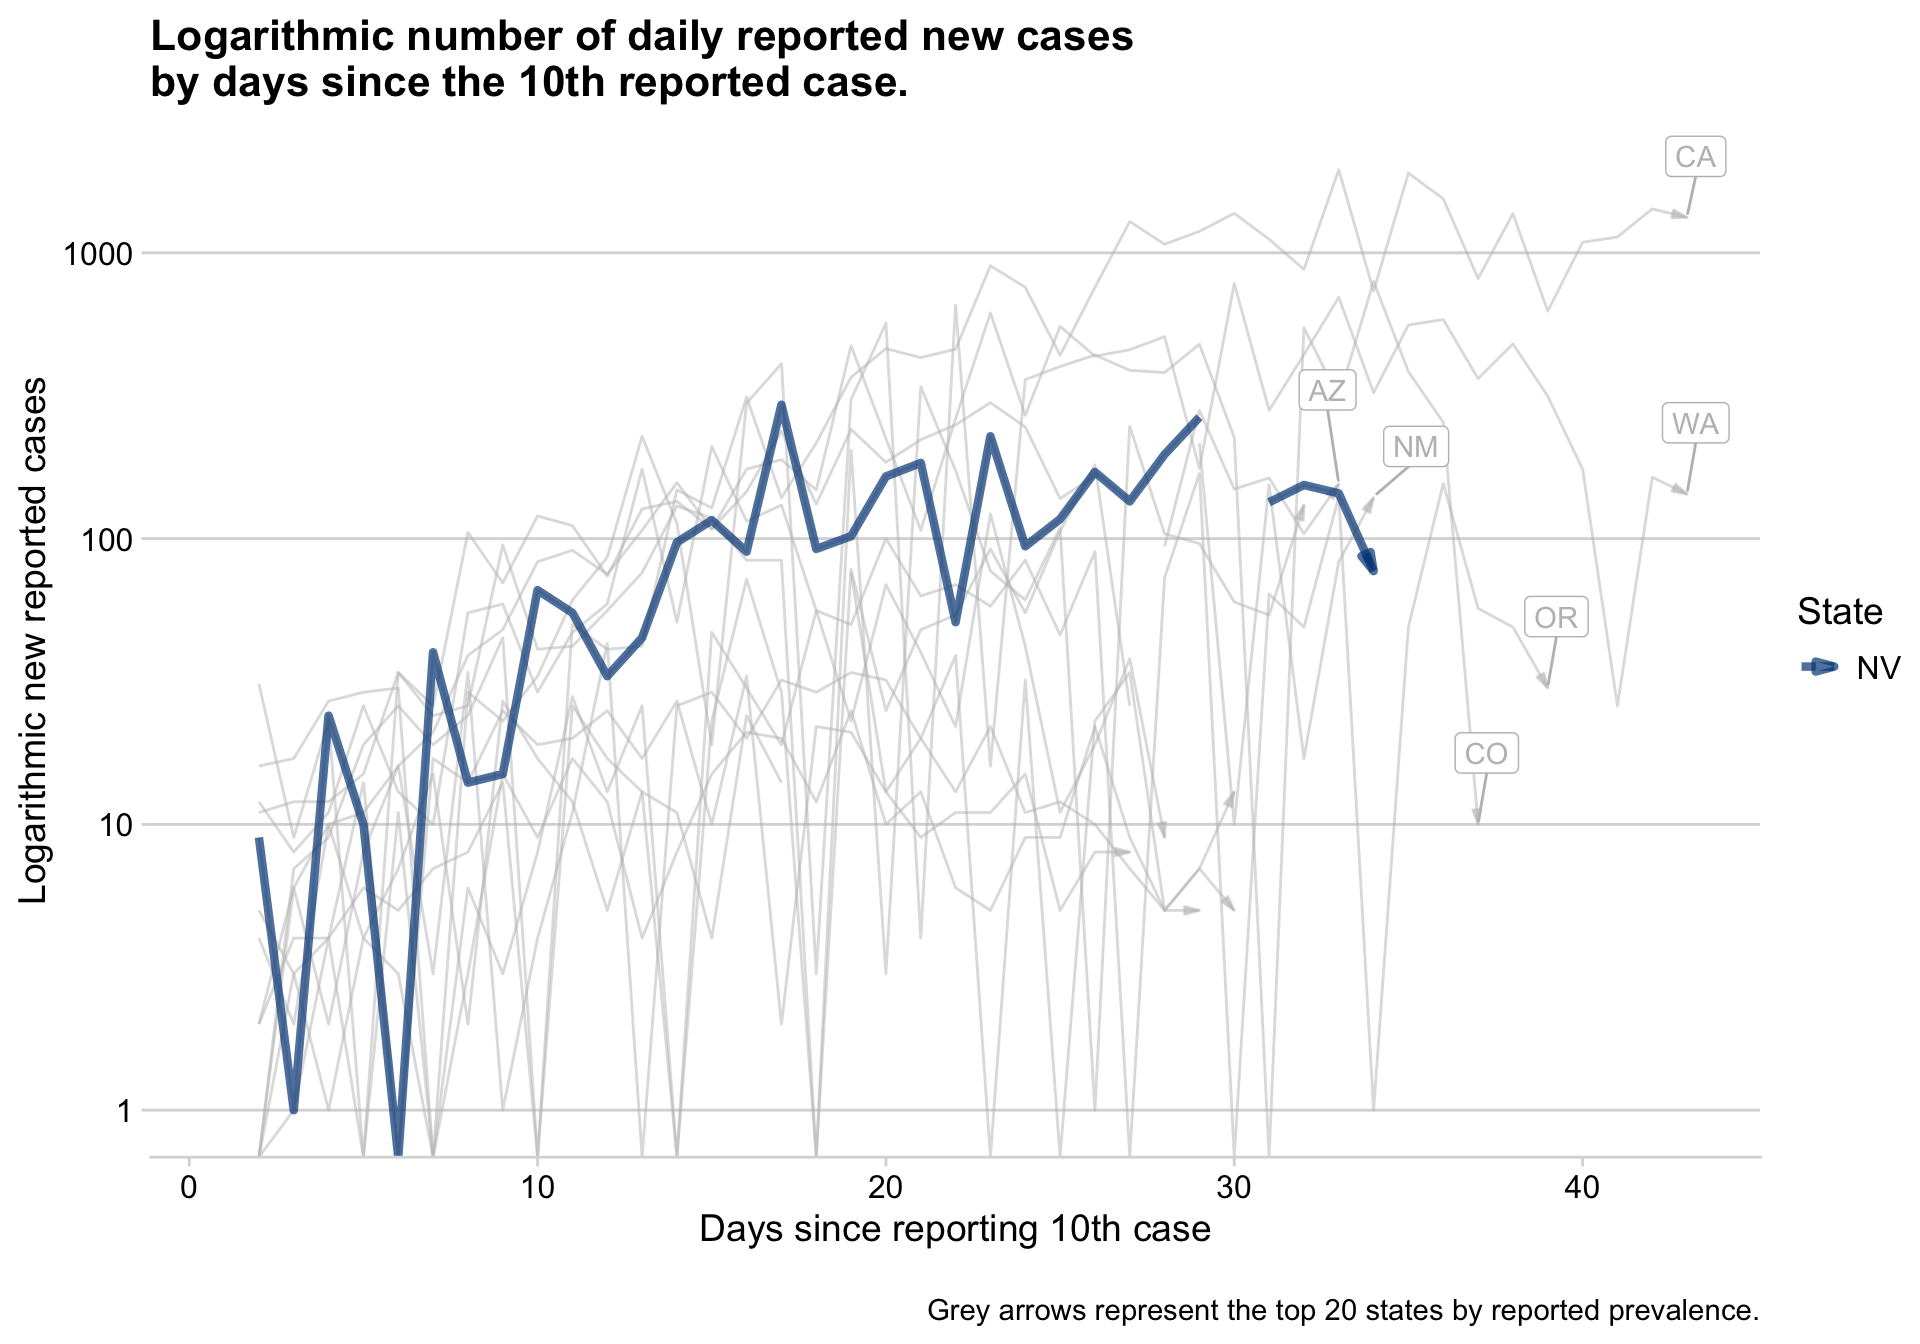 Logarithmic number of daily reported new cases
by days since the 10th reported case.
CA
1000
AZ
WA
NM
Logarithmic new reported cases
100
OR
State
NV
CO
10
1
0 10 20 30 40
Days since reporting 10th case
Grey arrows represent the top 20 states by reported prevalence.